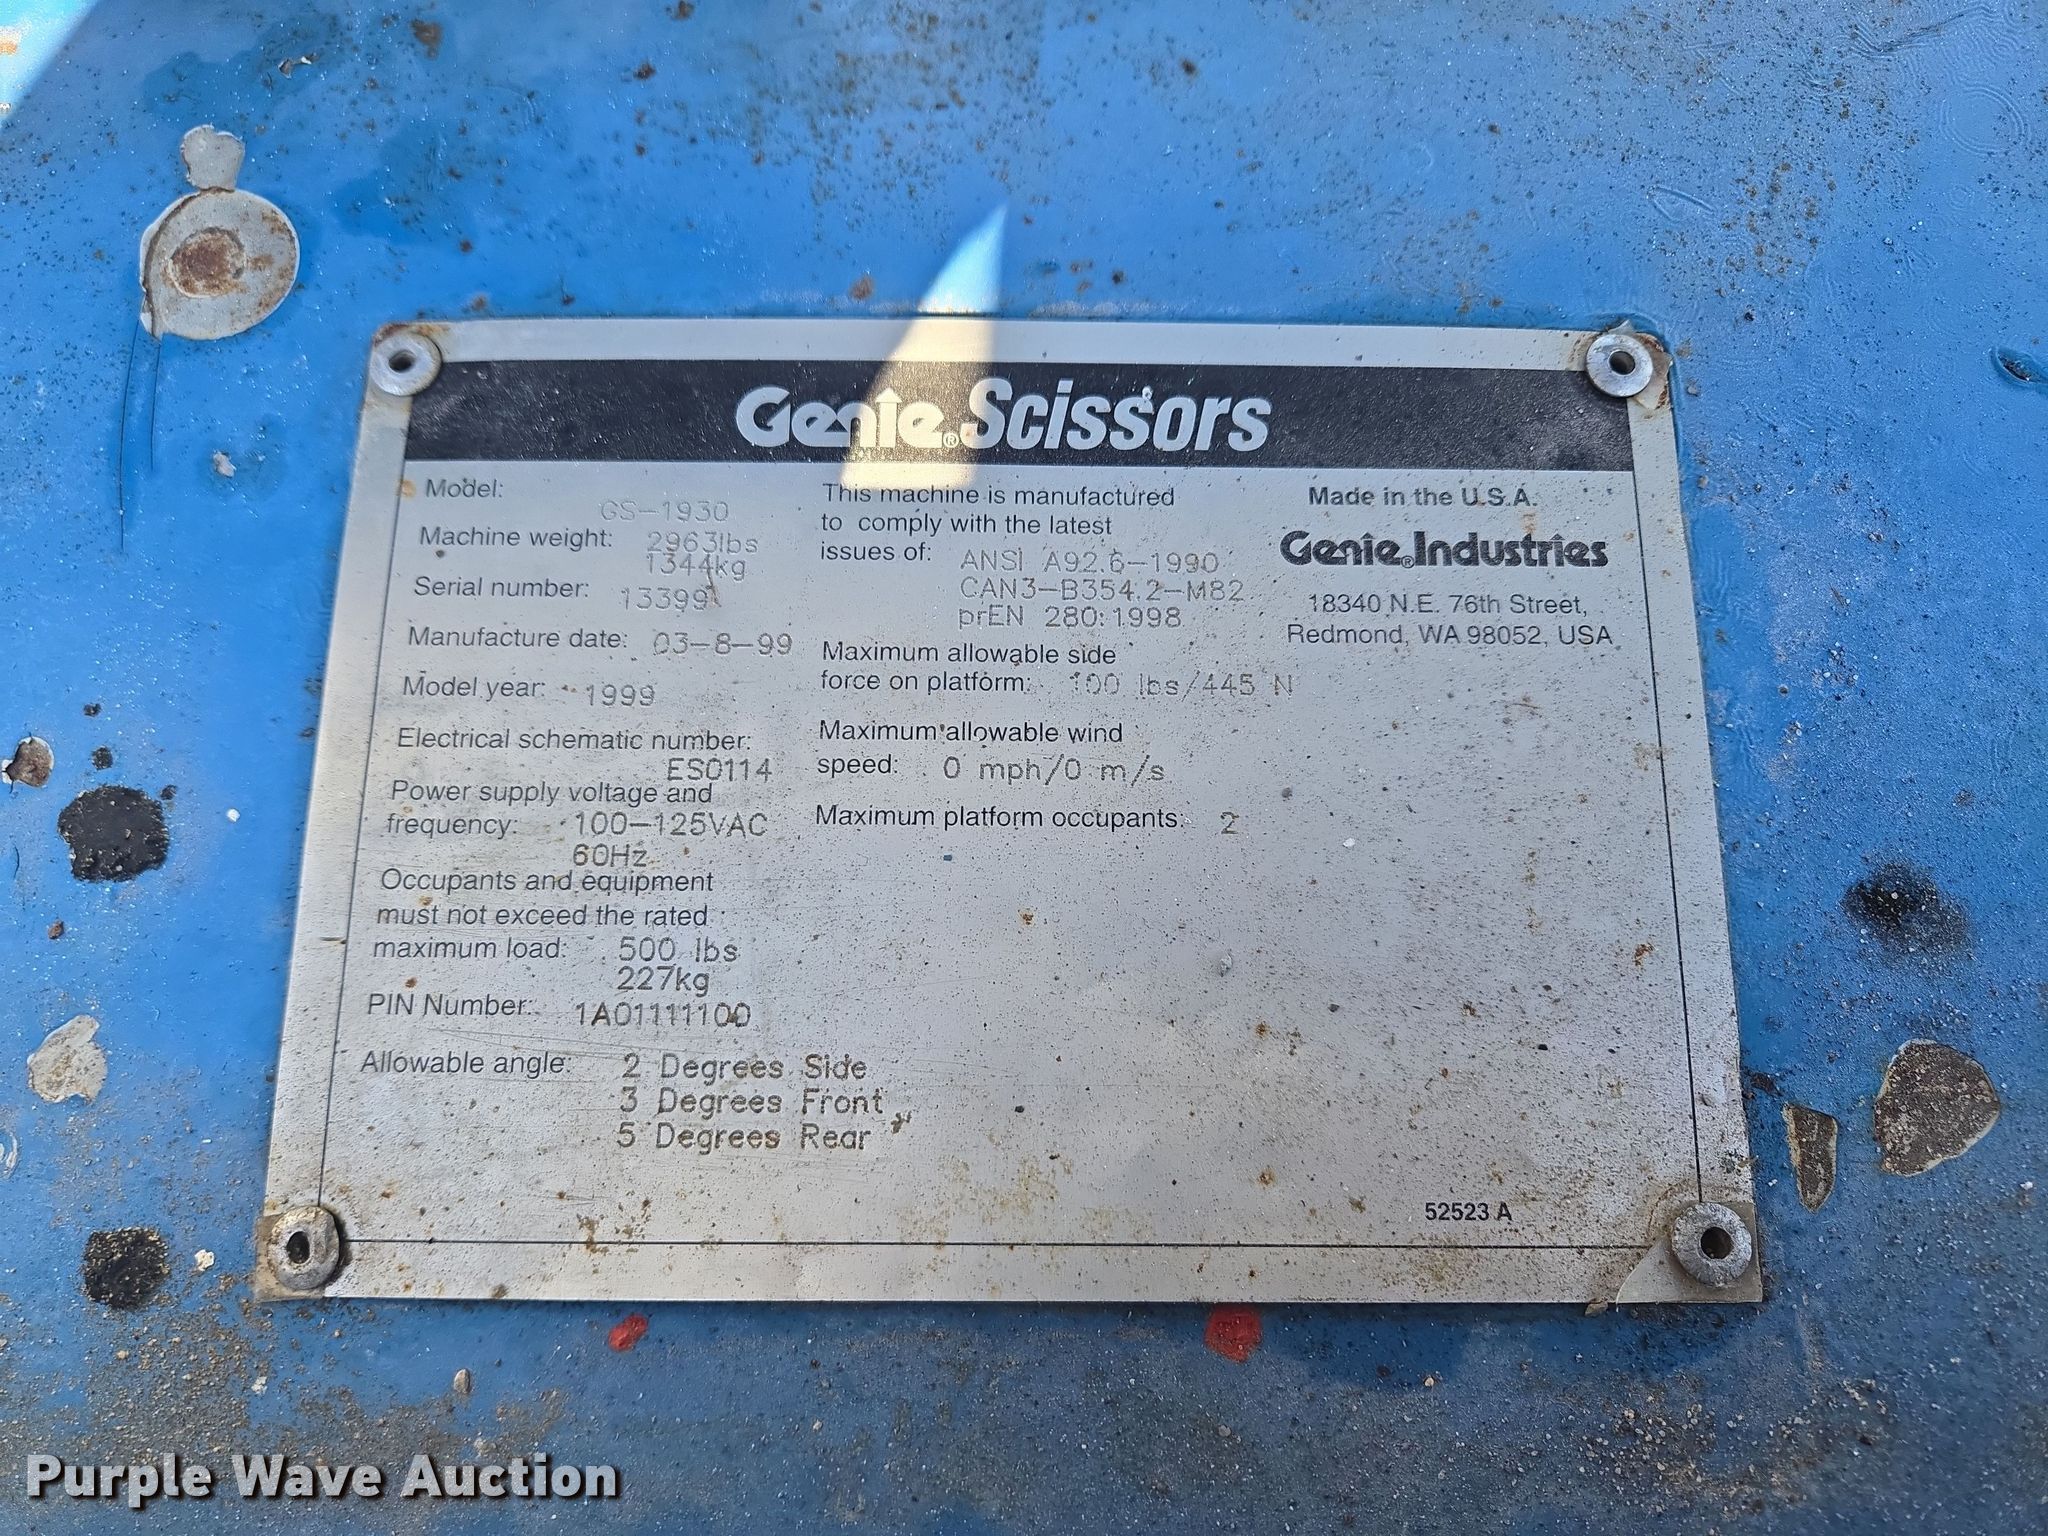 Genie® Scissors
Model: GS-1930
Machine weight: 2963lbs
1344kg
Serial number: 13399
Manufacture date: 03-8-99
Model year: 1999
Electrical schematic number:
ES0114
Power supply voltage and
frequency: 100-125VAC
60Hz
Occupants and equipment
must not exceed the rated
maximum load: 500 lbs
227kg
PIN Number: 1A01111100
Allowable angle: 2 Degrees Side
3 Degrees Front
5 Degrees Rear
This machine is manufactured
to comply with the latest
issues of: ANSI A92.6-1990
CAN3-B354.2-M82
prEN 280:1998
Maximum allowable side
force on platform: 100 lbs/445 N
Maximum allowable wind
speed: 0 mph/0 m/s
Maximum platform occupants: 2
Made in the U.S.A.
Genie® Industries
18340 N.E. 76th Street,
Redmond, WA 98052, USA
52523 A
Purple Wave Auction